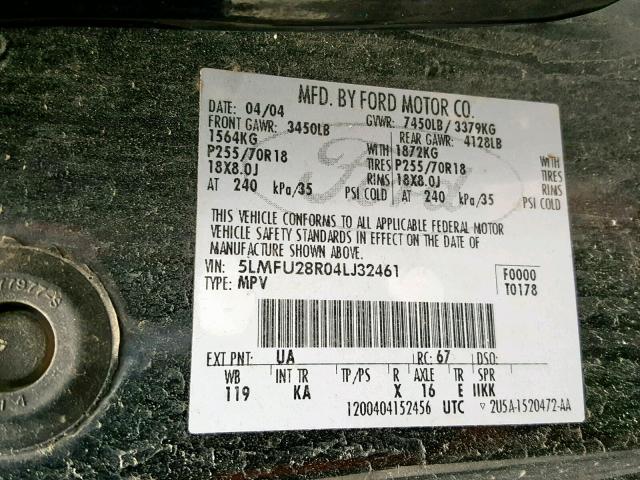 MFD. BY FORD MOTOR CO.
DATE: 04/04 GVWR: 7450LB / 3379KG
FRONT GAWR: 3450LB REAR GAWR: 4128LB
1564KG WITH 1872KG WITH
P255/70R18 TIRES P255/70R18 TIRES
18X8.0J RIMS 18X8.0J RIMS
AT 240 kPa/35 PSI COLD AT 240 kPa/35 PSI COLD
Ford
THIS VEHICLE CONFORMS TO ALL APPLICABLE FEDERAL MOTOR
VEHICLE SAFETY STANDARDS IN EFFECT ON THE DATE OF
MANUFACTURE SHOWN ABOVE.
VIN: 5LMFU28R04LJ32461 F0000
TYPE: MPV T0178
EXT PNT: UA RC: 67 DSO:
WB INT TR TP/PS R AXLE TR SPR
119 KA X 16 E IIKK
1200404152456 UTC ▽ 2U5A-1520472-AA
77977-S